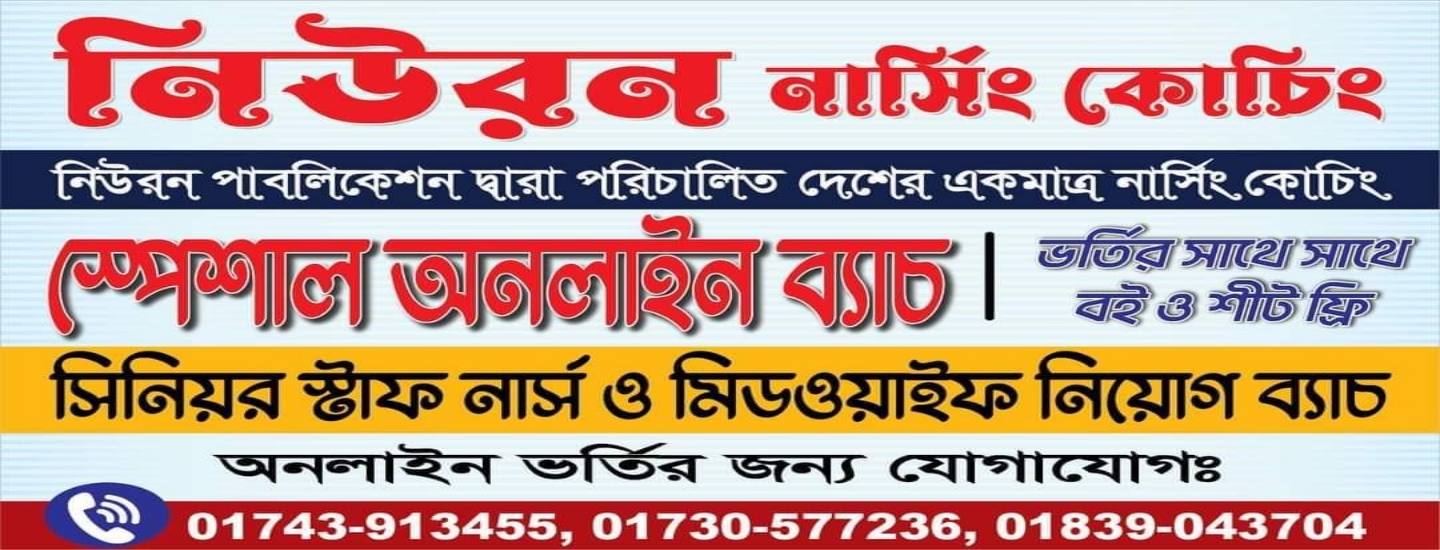 নিউরন নার্সিং কোচিং
নিউরন পাবলিকেশন দ্বারা পরিচালিত দেশের একমাত্র নার্সিং কোচিং
স্পেশাল অনলাইন ব্যাচ
ভর্তির সাথে সাথে
বই ও শীট ফ্রি
সিনিয়র স্টাফ নার্স ও মিডওয়াইফ নিয়োগ ব্যাচ
অনলাইন ভর্তির জন্য যোগাযোগঃ
01743-913455, 01730-577236, 01839-043704